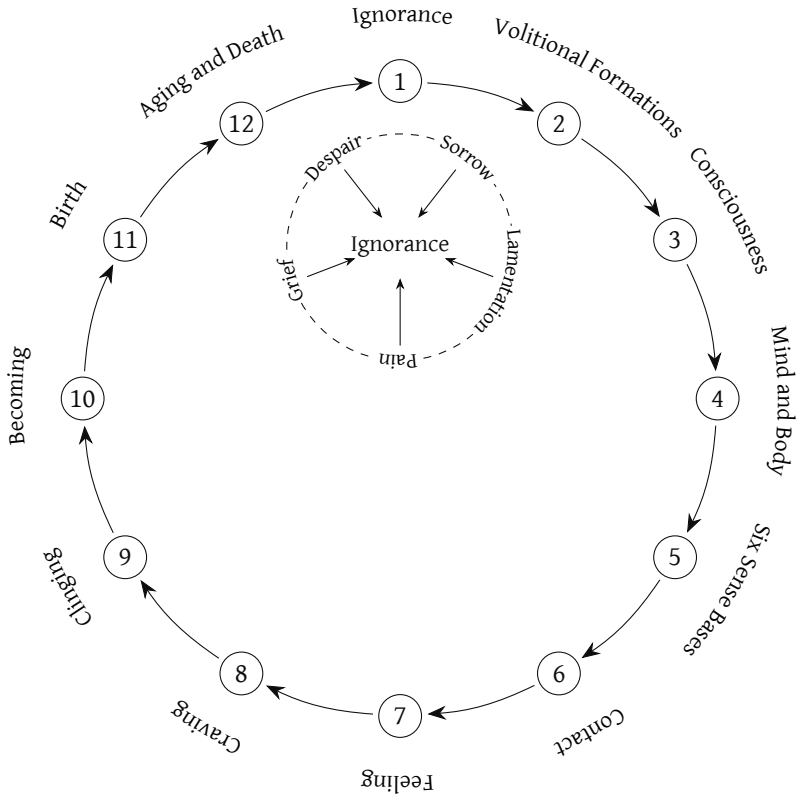 Ignorance
1
Volitional Formations
2
Consciousness
3
Mind and Body
4
Six Sense Bases
5
Contact
6
Feeling
7
Craving
8
Clinging
9
Becoming
10
Birth
11
Aging and Death
12
Despair
Sorrow
Lamentation
Pain
Grief
Ignorance